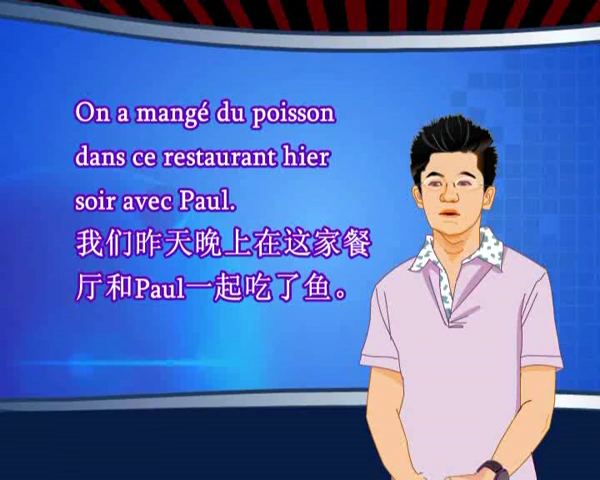 On a mangé du poisson
dans ce restaurant hier
soir avec Paul.
我们昨天晚上在这家餐
厅和Paul一起吃了鱼。